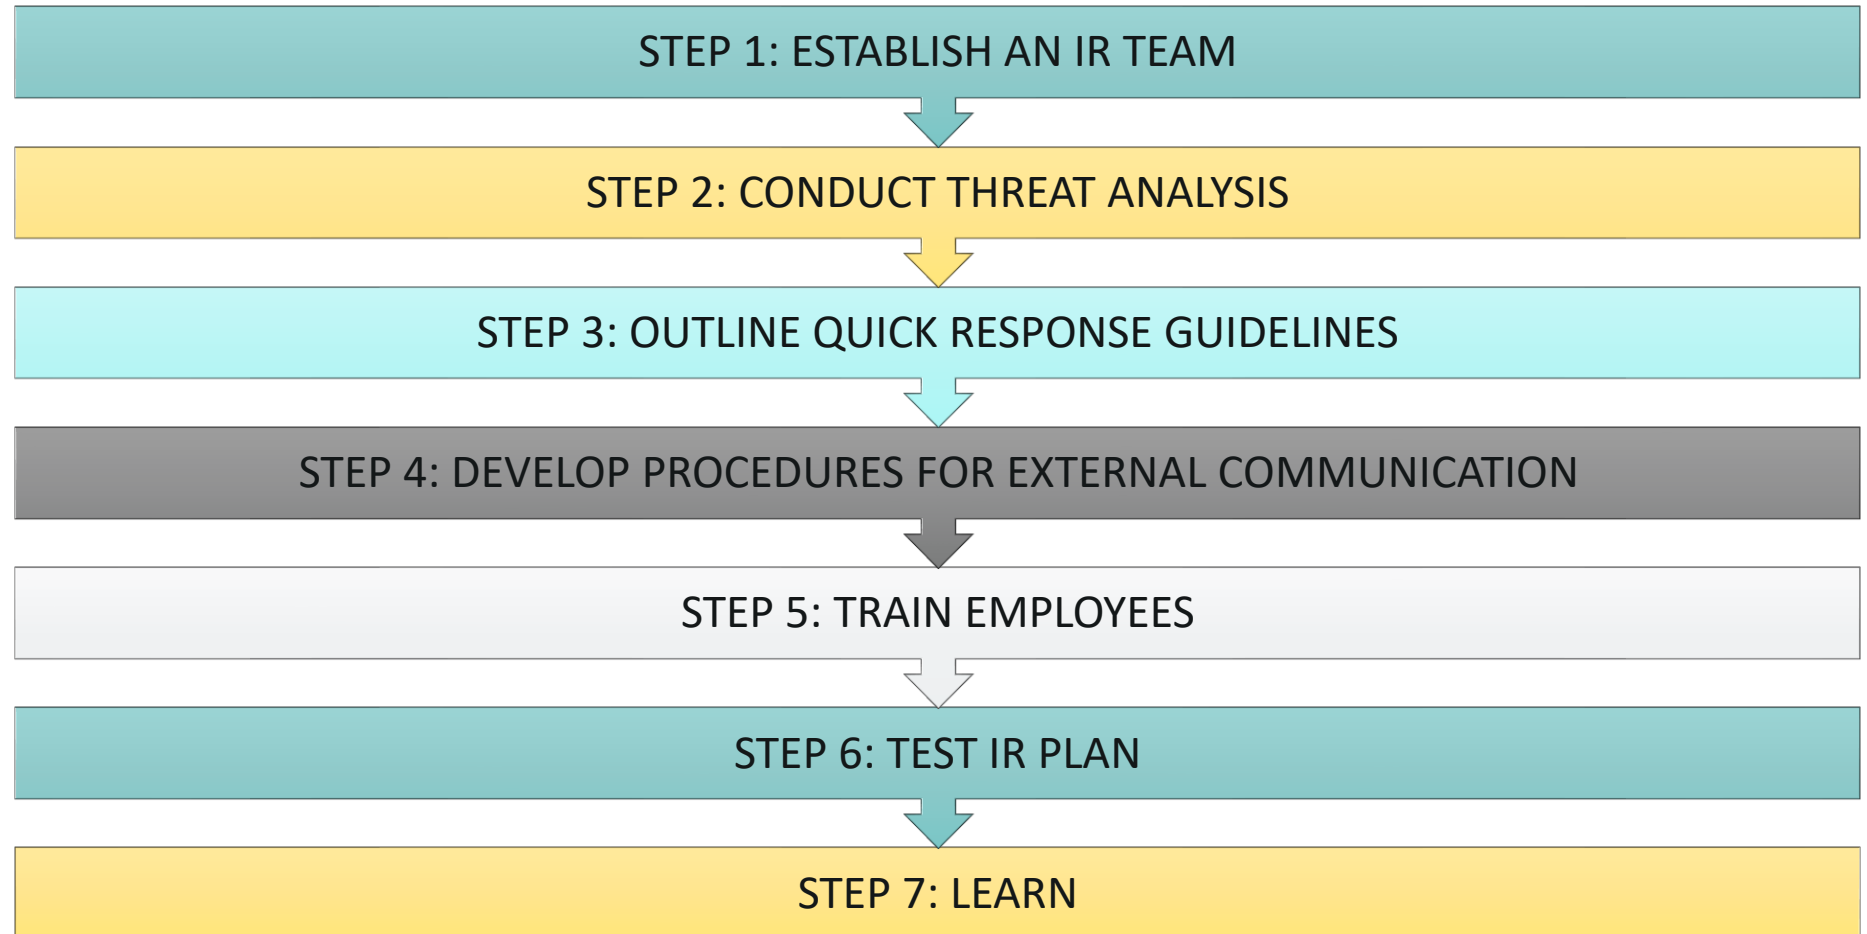 STEP 1: ESTABLISH AN IR TEAM
STEP 2: CONDUCT THREAT ANALYSIS
STEP 3: OUTLINE QUICK RESPONSE GUIDELINES
STEP 4: DEVELOP PROCEDURES FOR EXTERNAL COMMUNICATION
STEP 5: TRAIN EMPLOYEES
STEP 6: TEST IR PLAN
STEP 7: LEARN